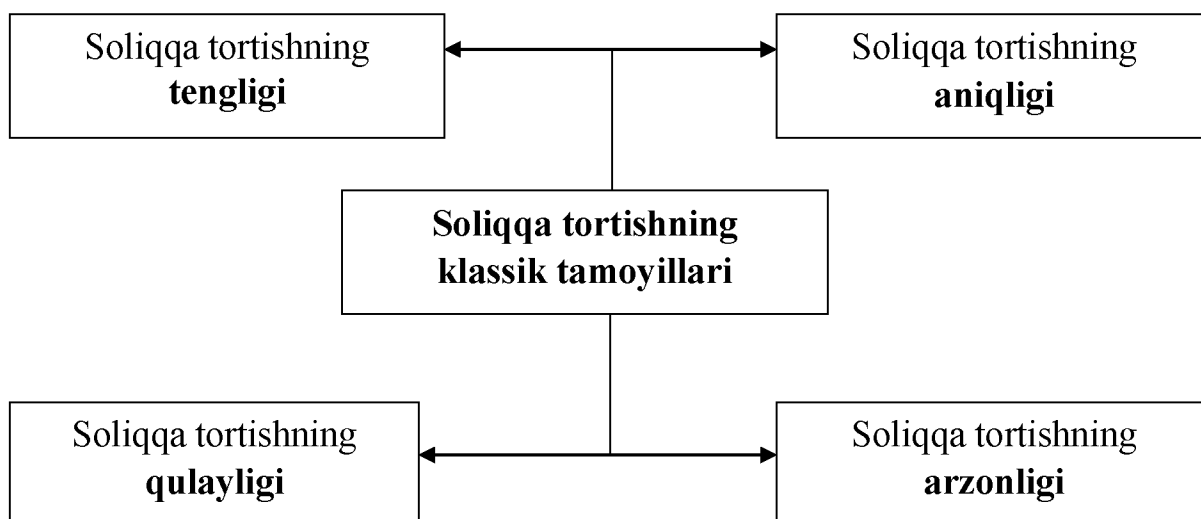 Soliqqa tortishning
tengligi
Soliqqa tortishning
aniqligi
Soliqqa tortishning
klassik tamoyillari
Soliqqa tortishning
qulayligi
Soliqqa tortishning
arzonligi